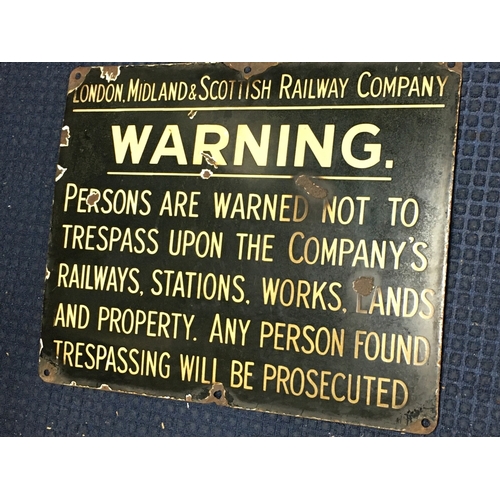 LONDON, MIDLAND & SCOTTISH RAILWAY COMPANY
WARNING.
PERSONS ARE WARNED NOT TO
TRESPASS UPON THE COMPANY'S
RAILWAYS, STATIONS. WORKS, LANDS
AND PROPERTY. ANY PERSON FOUND
TRESPASSING WILL BE PROSECUTED